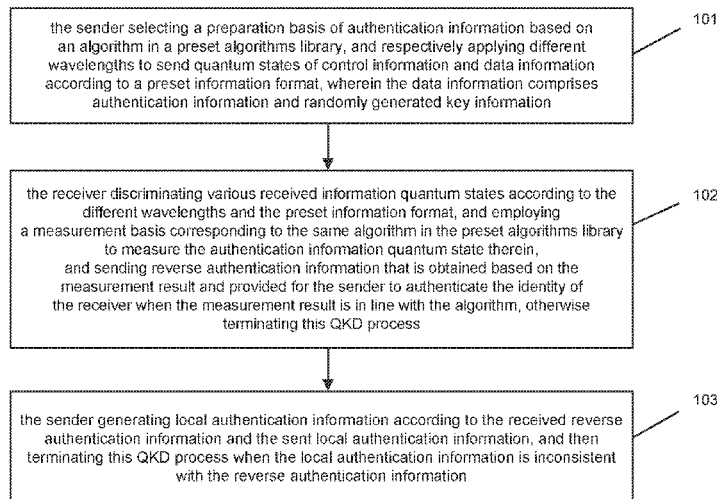 the sender selecting a preparation basis of authentication information based on
an algorithm in a preset algorithms library, and respectively applying different
wavelengths to send quantum states of control information and data information
according to a preset information format, wherein the data information comprises
authentication information and randomly generated key information
101
the receiver discriminating various received information quantum states according to the
different wavelengths and the preset information format, and employing
a measurement basis corresponding to the same algorithm in the preset algorithms library
to measure the authentication information quantum state therein,
and sending reverse authentication information that is obtained based on the
measurement result and provided for the sender to authenticate the identity of
the receiver when the measurement result is in line with the algorithm, otherwise
terminating this QKD process
102
the sender generating local authentication information according to the received reverse
authentication information and the sent local authentication information, and then
terminating this QKD process when the local authentication information is inconsistent
with the reverse authentication information
103